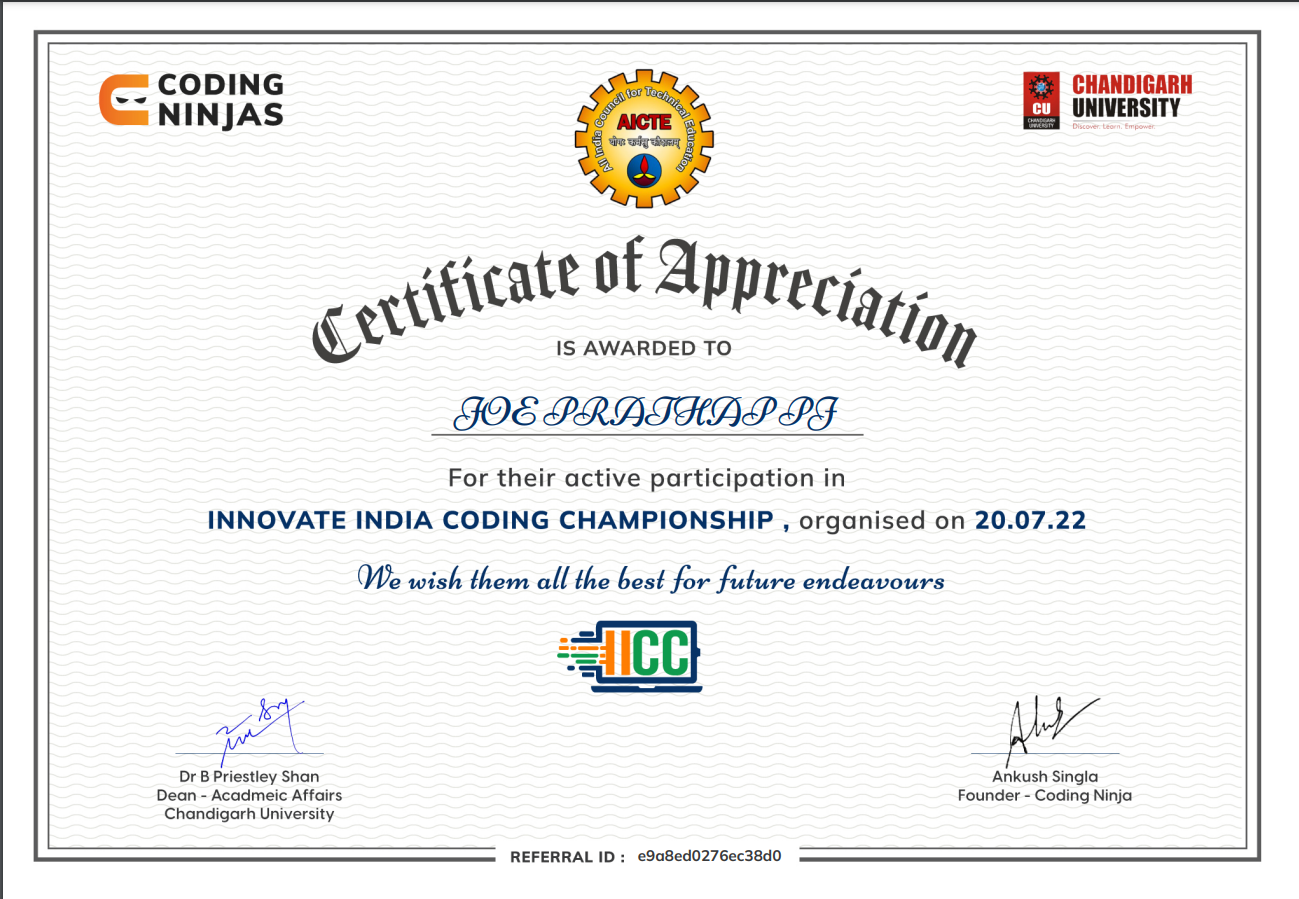 CODING
NINJAS
All India Council for Technical Education
AICTE
योगः कर्मसु कौशलम्
CU
CHANDIGARH
UNIVERSITY
CHANDIGARH
UNIVERSITY
Discover. Learn. Empower.
Certificate of Appreciation
IS AWARDED TO
JOE PRATHAP PJ
For their active participation in
INNOVATE INDIA CODING CHAMPIONSHIP , organised on 20.07.22
We wish them all the best for future endeavours
IICC
Dr B Priestley Shan
Dean - Acadmeic Affairs
Chandigarh University
Ankush Singla
Founder - Coding Ninja
REFERRAL ID : e9a8ed0276ec38d0